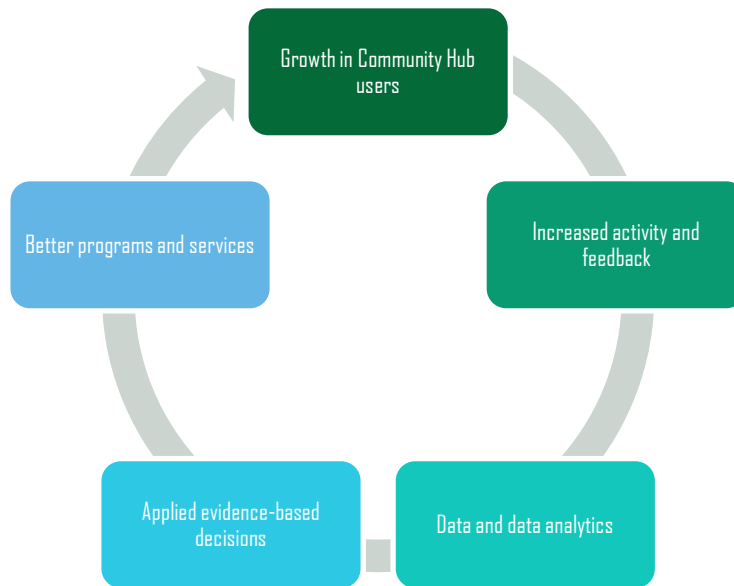 Growth in Community Hub
users
Increased activity and
feedback
Data and data analytics
Applied evidence-based
decisions
Better programs and services